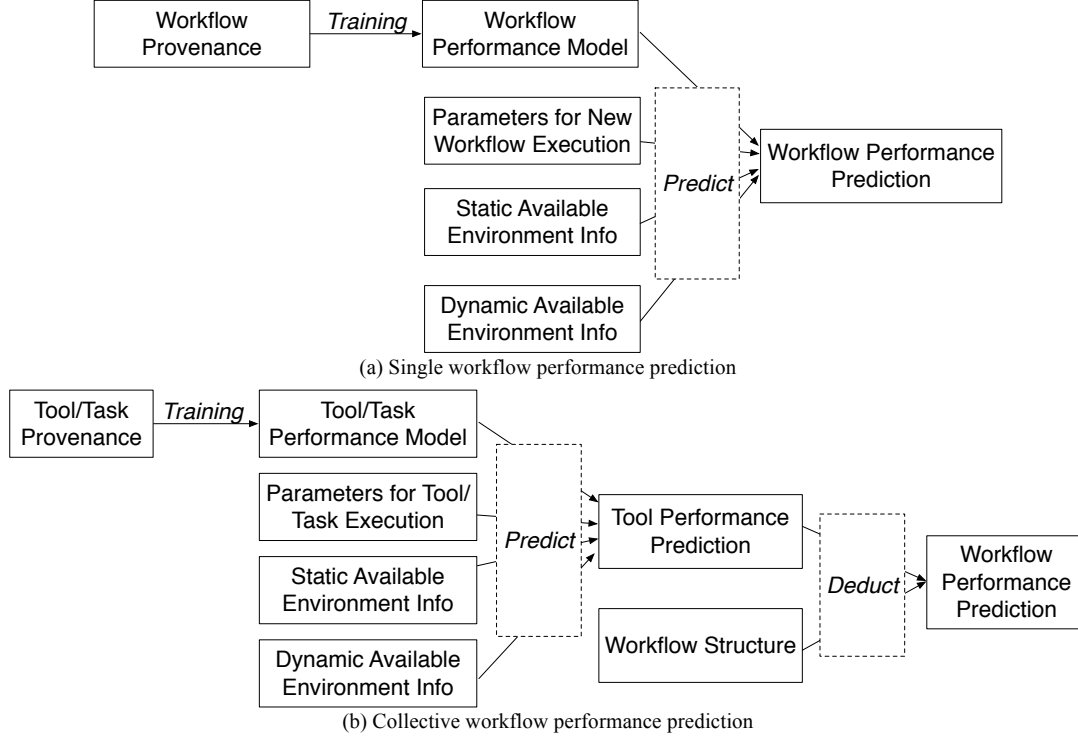 Workflow
Provenance
Training
Workflow
Performance Model
Parameters for New
Workflow Execution
Static Available
Environment Info
Dynamic Available
Environment Info
Predict
Workflow Performance
Prediction
(a) Single workflow performance prediction
Tool/Task
Provenance
Training
Tool/Task
Performance Model
Parameters for Tool/
Task Execution
Static Available
Environment Info
Dynamic Available
Environment Info
Predict
Tool Performance
Prediction
Workflow Structure
Deduct
Workflow
Performance
Prediction
(b) Collective workflow performance prediction